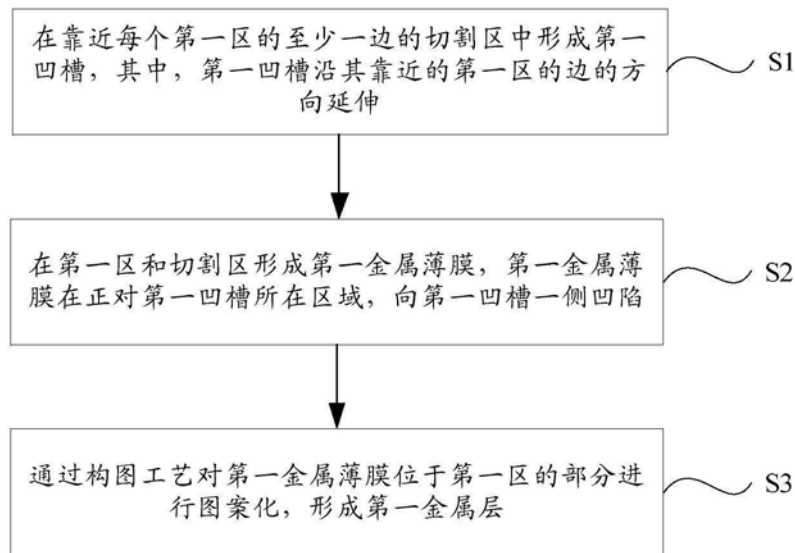 在靠近每个第一区的至少一边的切割区中形成第一
凹槽，其中，第一凹槽沿其靠近的第一区的边的方
向延伸
S1
在第一区和切割区形成第一金属薄膜，第一金属薄
膜在正对第一凹槽所在区域，向第一凹槽一侧凹陷
S2
通过构图工艺对第一金属薄膜位于第一区的部分进
行图案化，形成第一金属层
S3